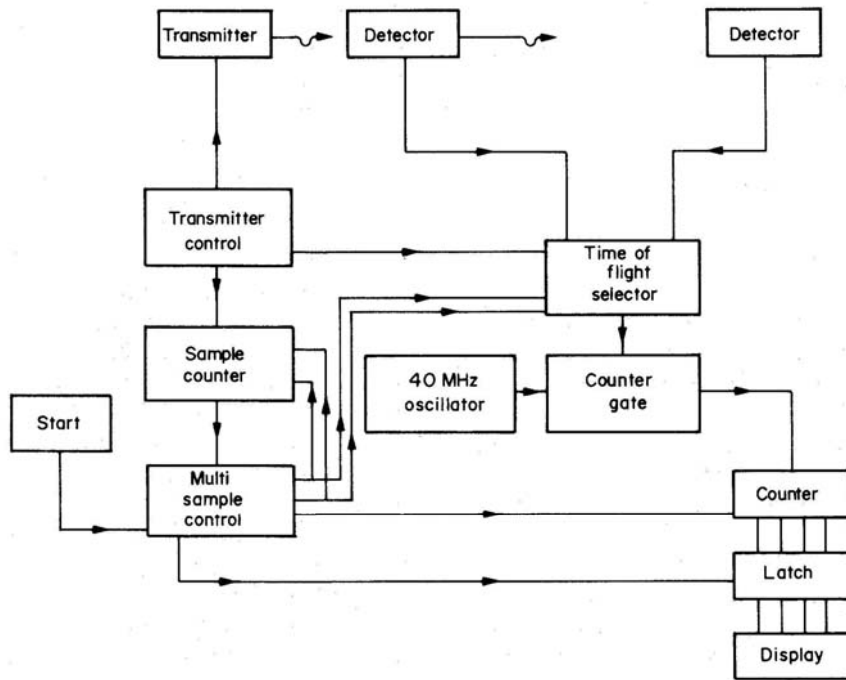 Transmitter
Detector
Detector
Transmitter
control
Time of
flight
selector
Sample
counter
40 MHz
oscillator
Counter
gate
Start
Multi
sample
control
Counter
Latch
Display